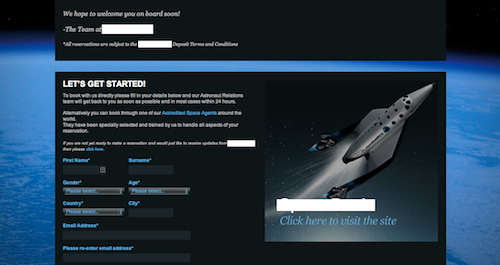 We hope to welcome you on board soon!
-The Team at
*All reservations are subject to the Deposit Terms and Conditions
LET'S GET STARTED!
To book with us directly please fill in your details below and our Astronaut Relations
team will get back to you as soon as possible and in most cases within 24 hours.
Alternatively you can book through one of our Accredited Space Agents around the
world.
They have been specially selected and trained by us to handle all aspects of your
reservation.
If you are not yet ready to make a reservation and would just like to receive updates from
then please click here.
First Name* Surname*
Gender* Age*
Please select... Please select...
Country* City*
Please select...
Email Address*
Please re-enter email address*
Click here to visit the site